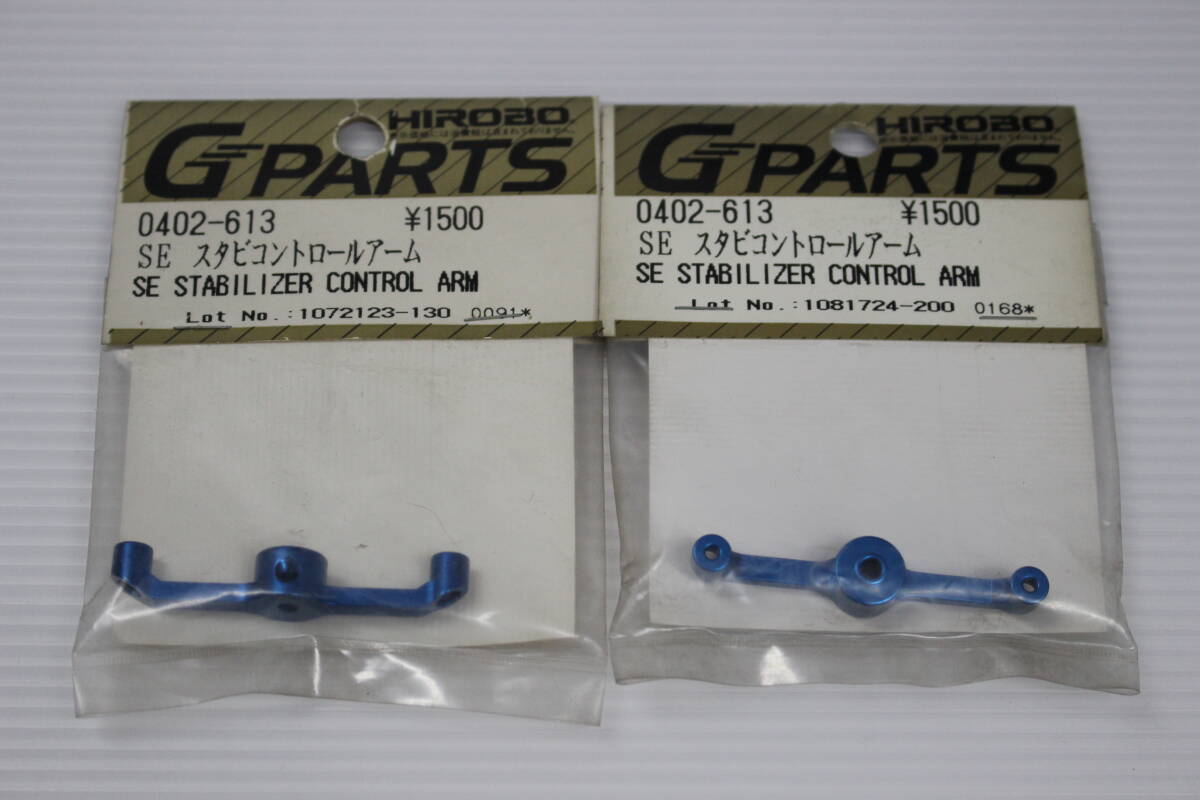 HIROBO
G PARTS
0402-613 ¥1500
SE スタビコントロールアーム
SE STABILIZER CONTROL ARM
Lot No.:1072123-130 0091*
HIROBO
G PARTS
0402-613 ¥1500
SE スタビコントロールアーム
SE STABILIZER CONTROL ARM
Lot No.:1081724-200 0168*